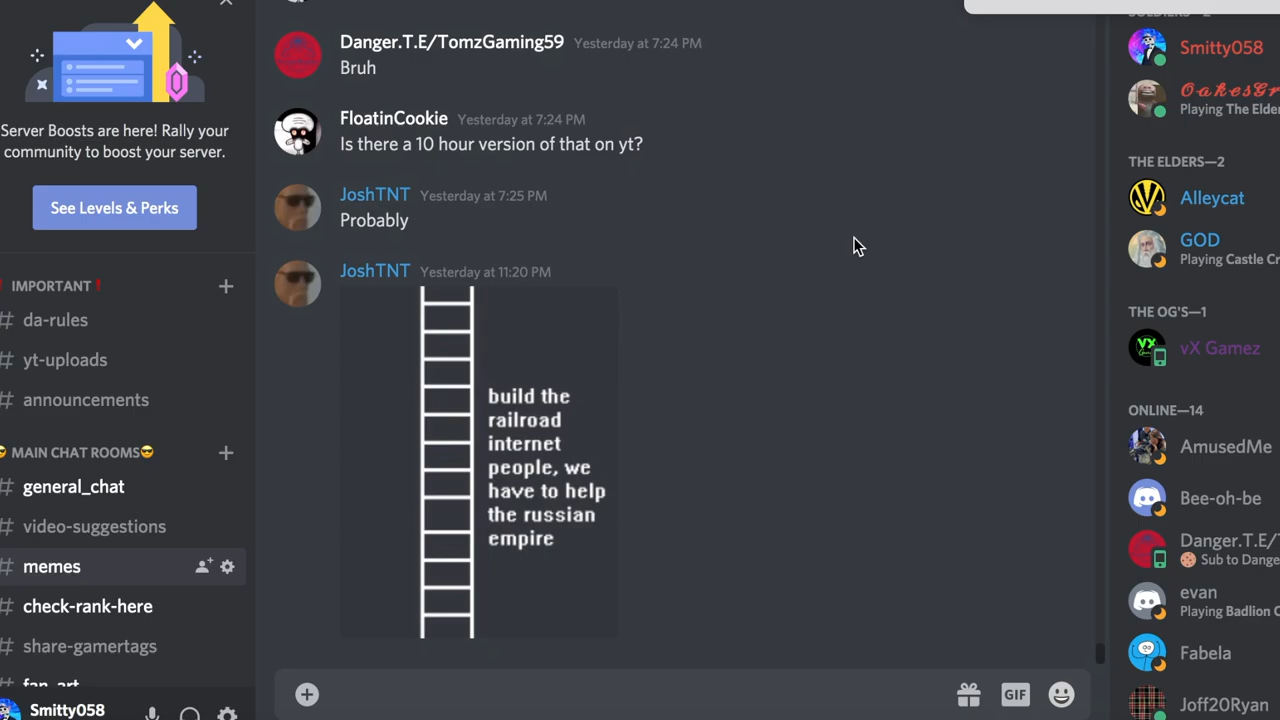 Server Boosts are here! Rally your
community to boost your server.
See Levels & Perks
IMPORTANT
# da-rules
# yt-uploads
# announcements
MAIN CHAT ROOMS
# general_chat
# video-suggestions
# memes
# check-rank-here
# share-gamertags
Smitty058
Danger.T.E/TomzGaming59 Yesterday at 7:24 PM
Bruh
FloatinCookie Yesterday at 7:24 PM
Is there a 10 hour version of that on yt?
JoshTNT Yesterday at 7:25 PM
Probably
JoshTNT Yesterday at 11:20 PM
build the
railroad
internet
people, we
have to help
the russian
empire
GIF
Smitty058
Playing The Elder
THE ELDERS—2
Alleycat
GOD
Playing Castle Cr
THE OG'S—1
vX Gamez
ONLINE—14
AmusedMe
Bee-oh-be
Danger.T.E/T
Sub to Dange
evan
Playing Badlion C
Fabela
Joff20Ryan